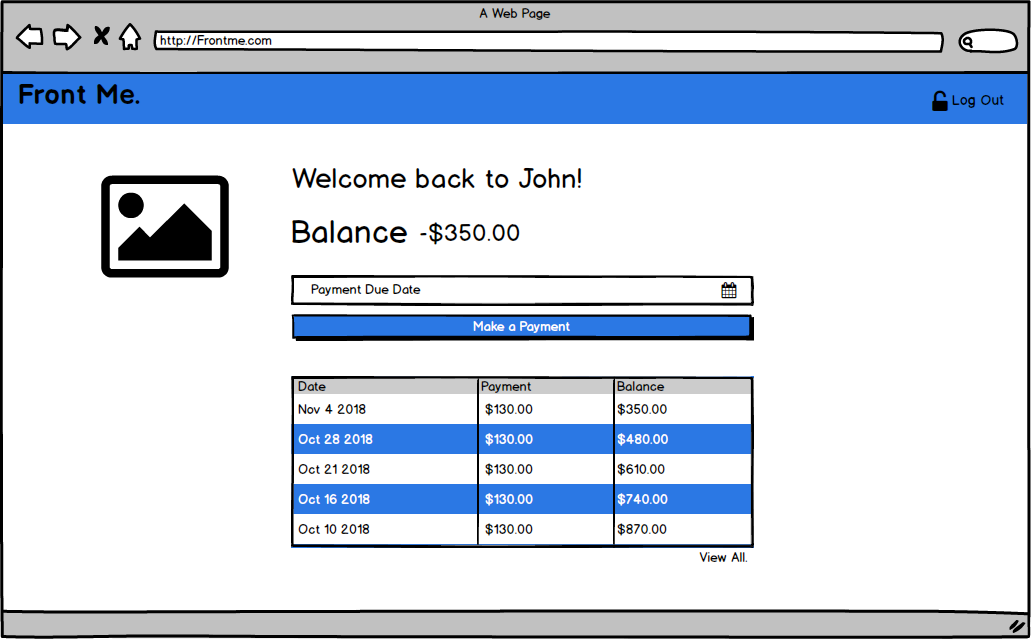 A Web Page
http://Frontme.com
Front Me.
Log Out
Welcome back to John!
Balance -$350.00
Payment Due Date
Make a Payment
Date Payment Balance
Nov 4 2018 $130.00 $350.00
Oct 28 2018 $130.00 $480.00
Oct 21 2018 $130.00 $610.00
Oct 16 2018 $130.00 $740.00
Oct 10 2018 $130.00 $870.00
View All.